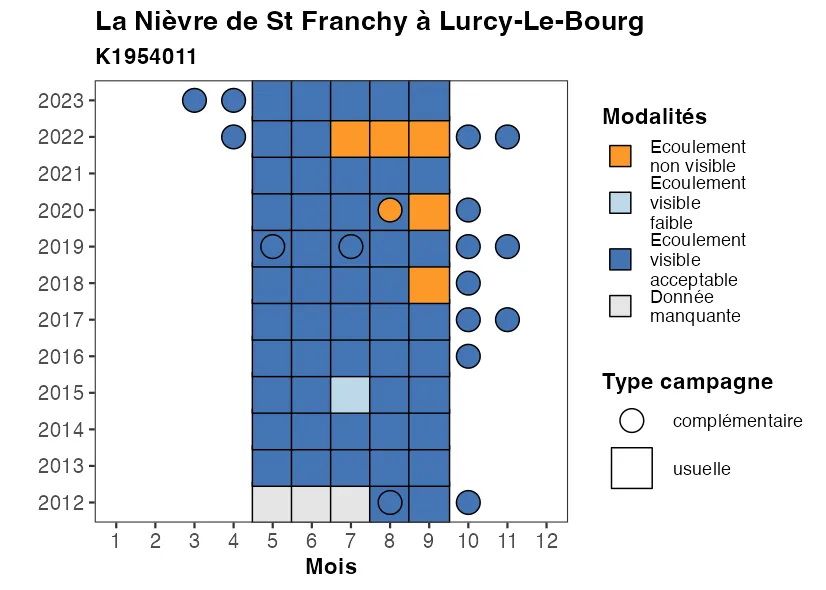 La Nièvre de St Franchy à Lurcy-Le-Bourg
K1954011
2023
2022
2021
2020
2019
2018
2017
2016
2015
2014
2013
2012
1 2 3 4 5 6 7 8 9 10 11 12
Mois
Modalités
Ecoulement
non visible
Ecoulement
visible
faible
Ecoulement
visible
acceptable
Donnée
manquante
Type campagne
complémentaire
usuelle